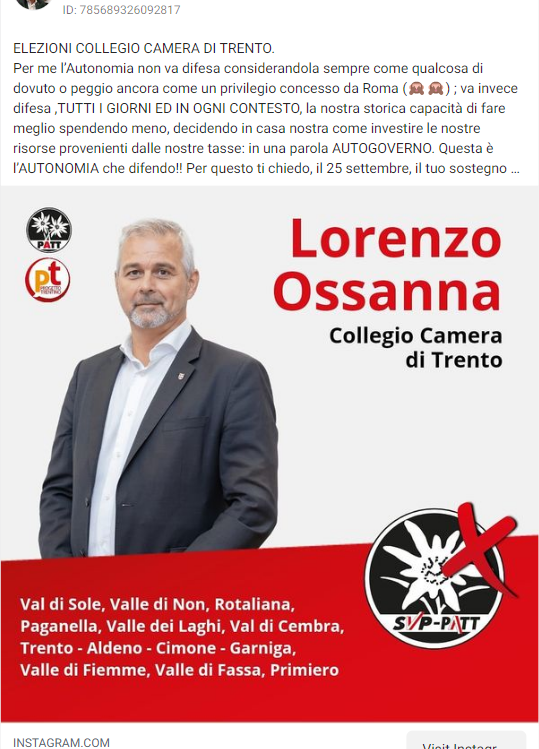 ID: 785689326092817
ELEZIONI COLLEGIO CAMERA DI TRENTO.
Per me l'Autonomia non va difesa considerandola sempre come qualcosa di
dovuto o peggio ancora come un privilegio concesso da Roma (🙈🙈) ; va invece
difesa ,TUTTI I GIORNI ED IN OGNI CONTESTO, la nostra storica capacità di fare
meglio spendendo meno, decidendo in casa nostra come investire le nostre
risorse provenienti dalle nostre tasse: in una parola AUTOGOVERNO. Questa è
l'AUTONOMIA che difendo!! Per questo ti chiedo, il 25 settembre, il tuo sostegno ...
PATT
pt
PROGETTO
TRENTINO
Lorenzo
Ossanna
Collegio Camera
di Trento
SVP-PATT
Val di Sole, Valle di Non, Rotaliana,
Paganella, Valle dei Laghi, Val di Cembra,
Trento - Aldeno - Cimone - Garniga,
Valle di Fiemme, Valle di Fassa, Primiero
INSTAGRAM.COM
Visit Instagr...